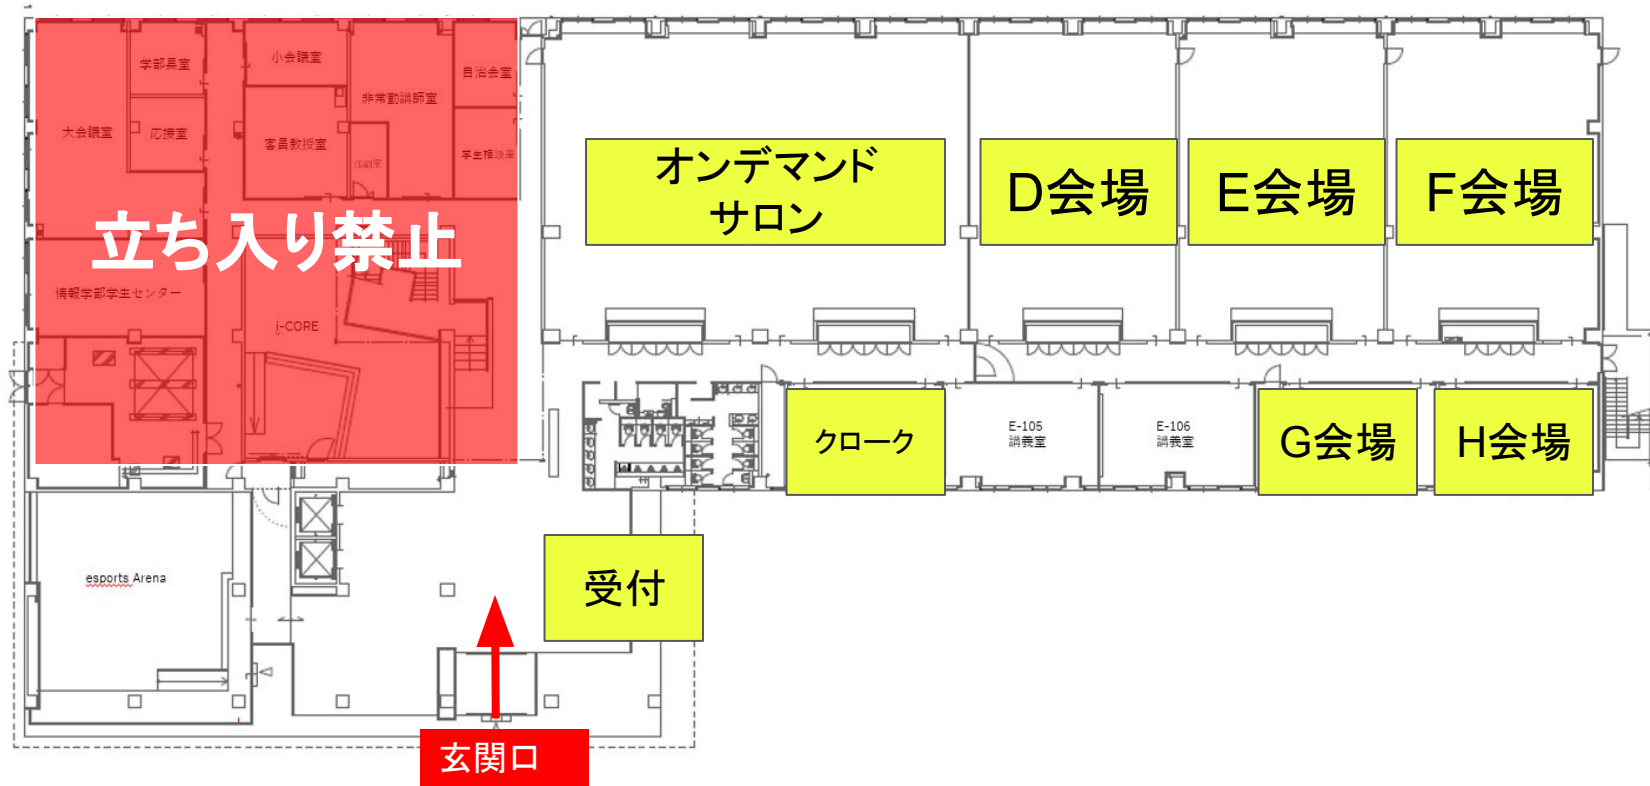 学部長室
小会議室
自治会室
非常勤講師室
大会議室
応接室
客員教授室
印刷室
学生相談室
立ち入り禁止
情報学部学生センター
i-CORE
オンデマンド
サロン
D会場
E会場
F会場
クローク
E-105
講義室
E-106
講義室
G会場
H会場
esports Arena
受付
玄関口